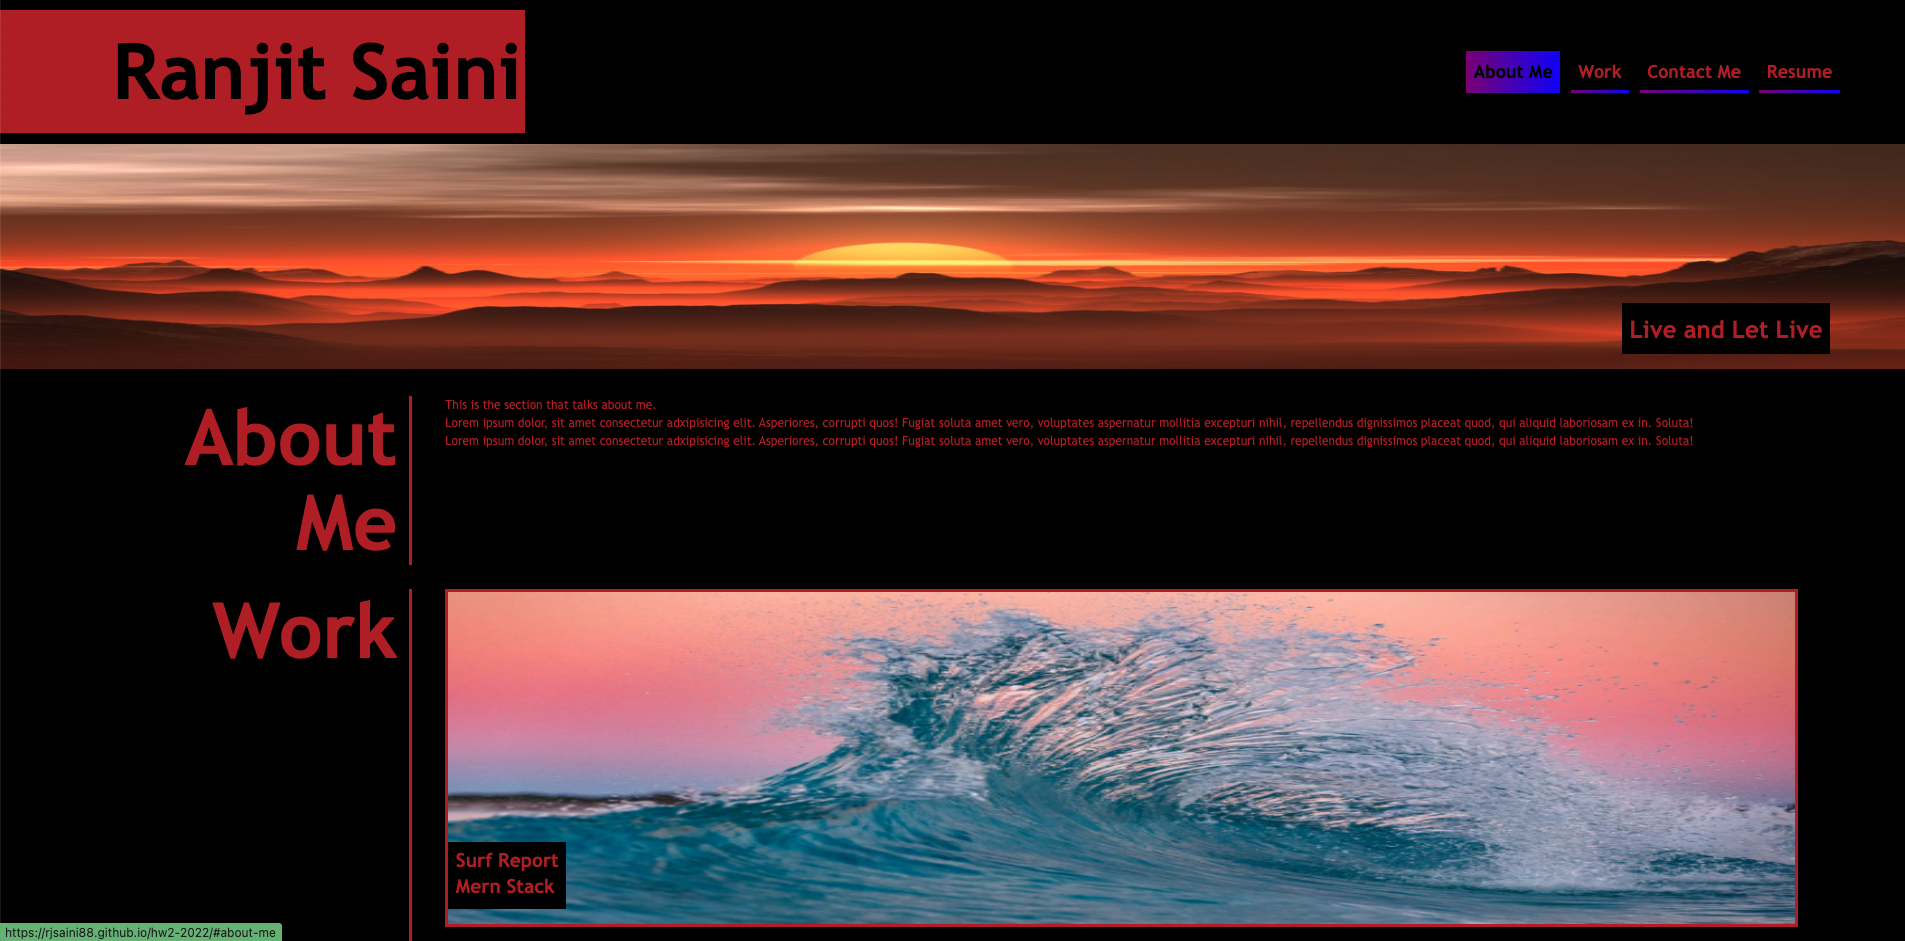 Ranjit Saini
About Me
Work
Contact Me
Resume
Live and Let Live
About
Me
This is the section that talks about me.
Lorem ipsum dolor, sit amet consectetur adxipisicing elit. Asperiores, corrupti quos! Fugiat soluta amet vero, voluptates aspernatur mollitia excepturi nihil, repellendus dignissimos placeat quod, qui aliquid laboriosam ex in. Soluta!
Lorem ipsum dolor, sit amet consectetur adxipisicing elit. Asperiores, corrupti quos! Fugiat soluta amet vero, voluptates aspernatur mollitia excepturi nihil, repellendus dignissimos placeat quod, qui aliquid laboriosam ex in. Soluta!
Work
Surf Report
Mern Stack
https://rjsaini88.github.io/hw2-2022/#about-me